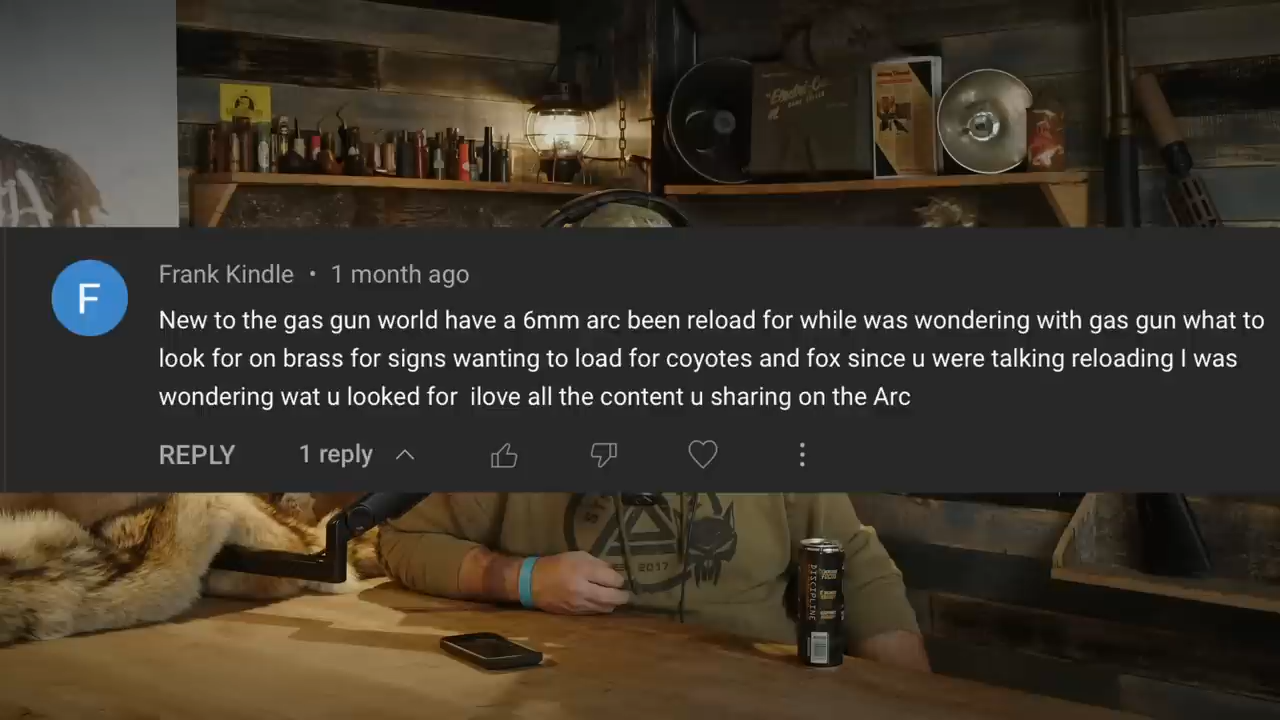 Frank Kindle • 1 month ago
F
New to the gas gun world have a 6mm arc been reload for while was wondering with gas gun what to
look for on brass for signs wanting to load for coyotes and fox since u were talking reloading I was
wondering wat u looked for  ilove all the content u sharing on the Arc
REPLY 1 reply
2017
DISCIPLINE